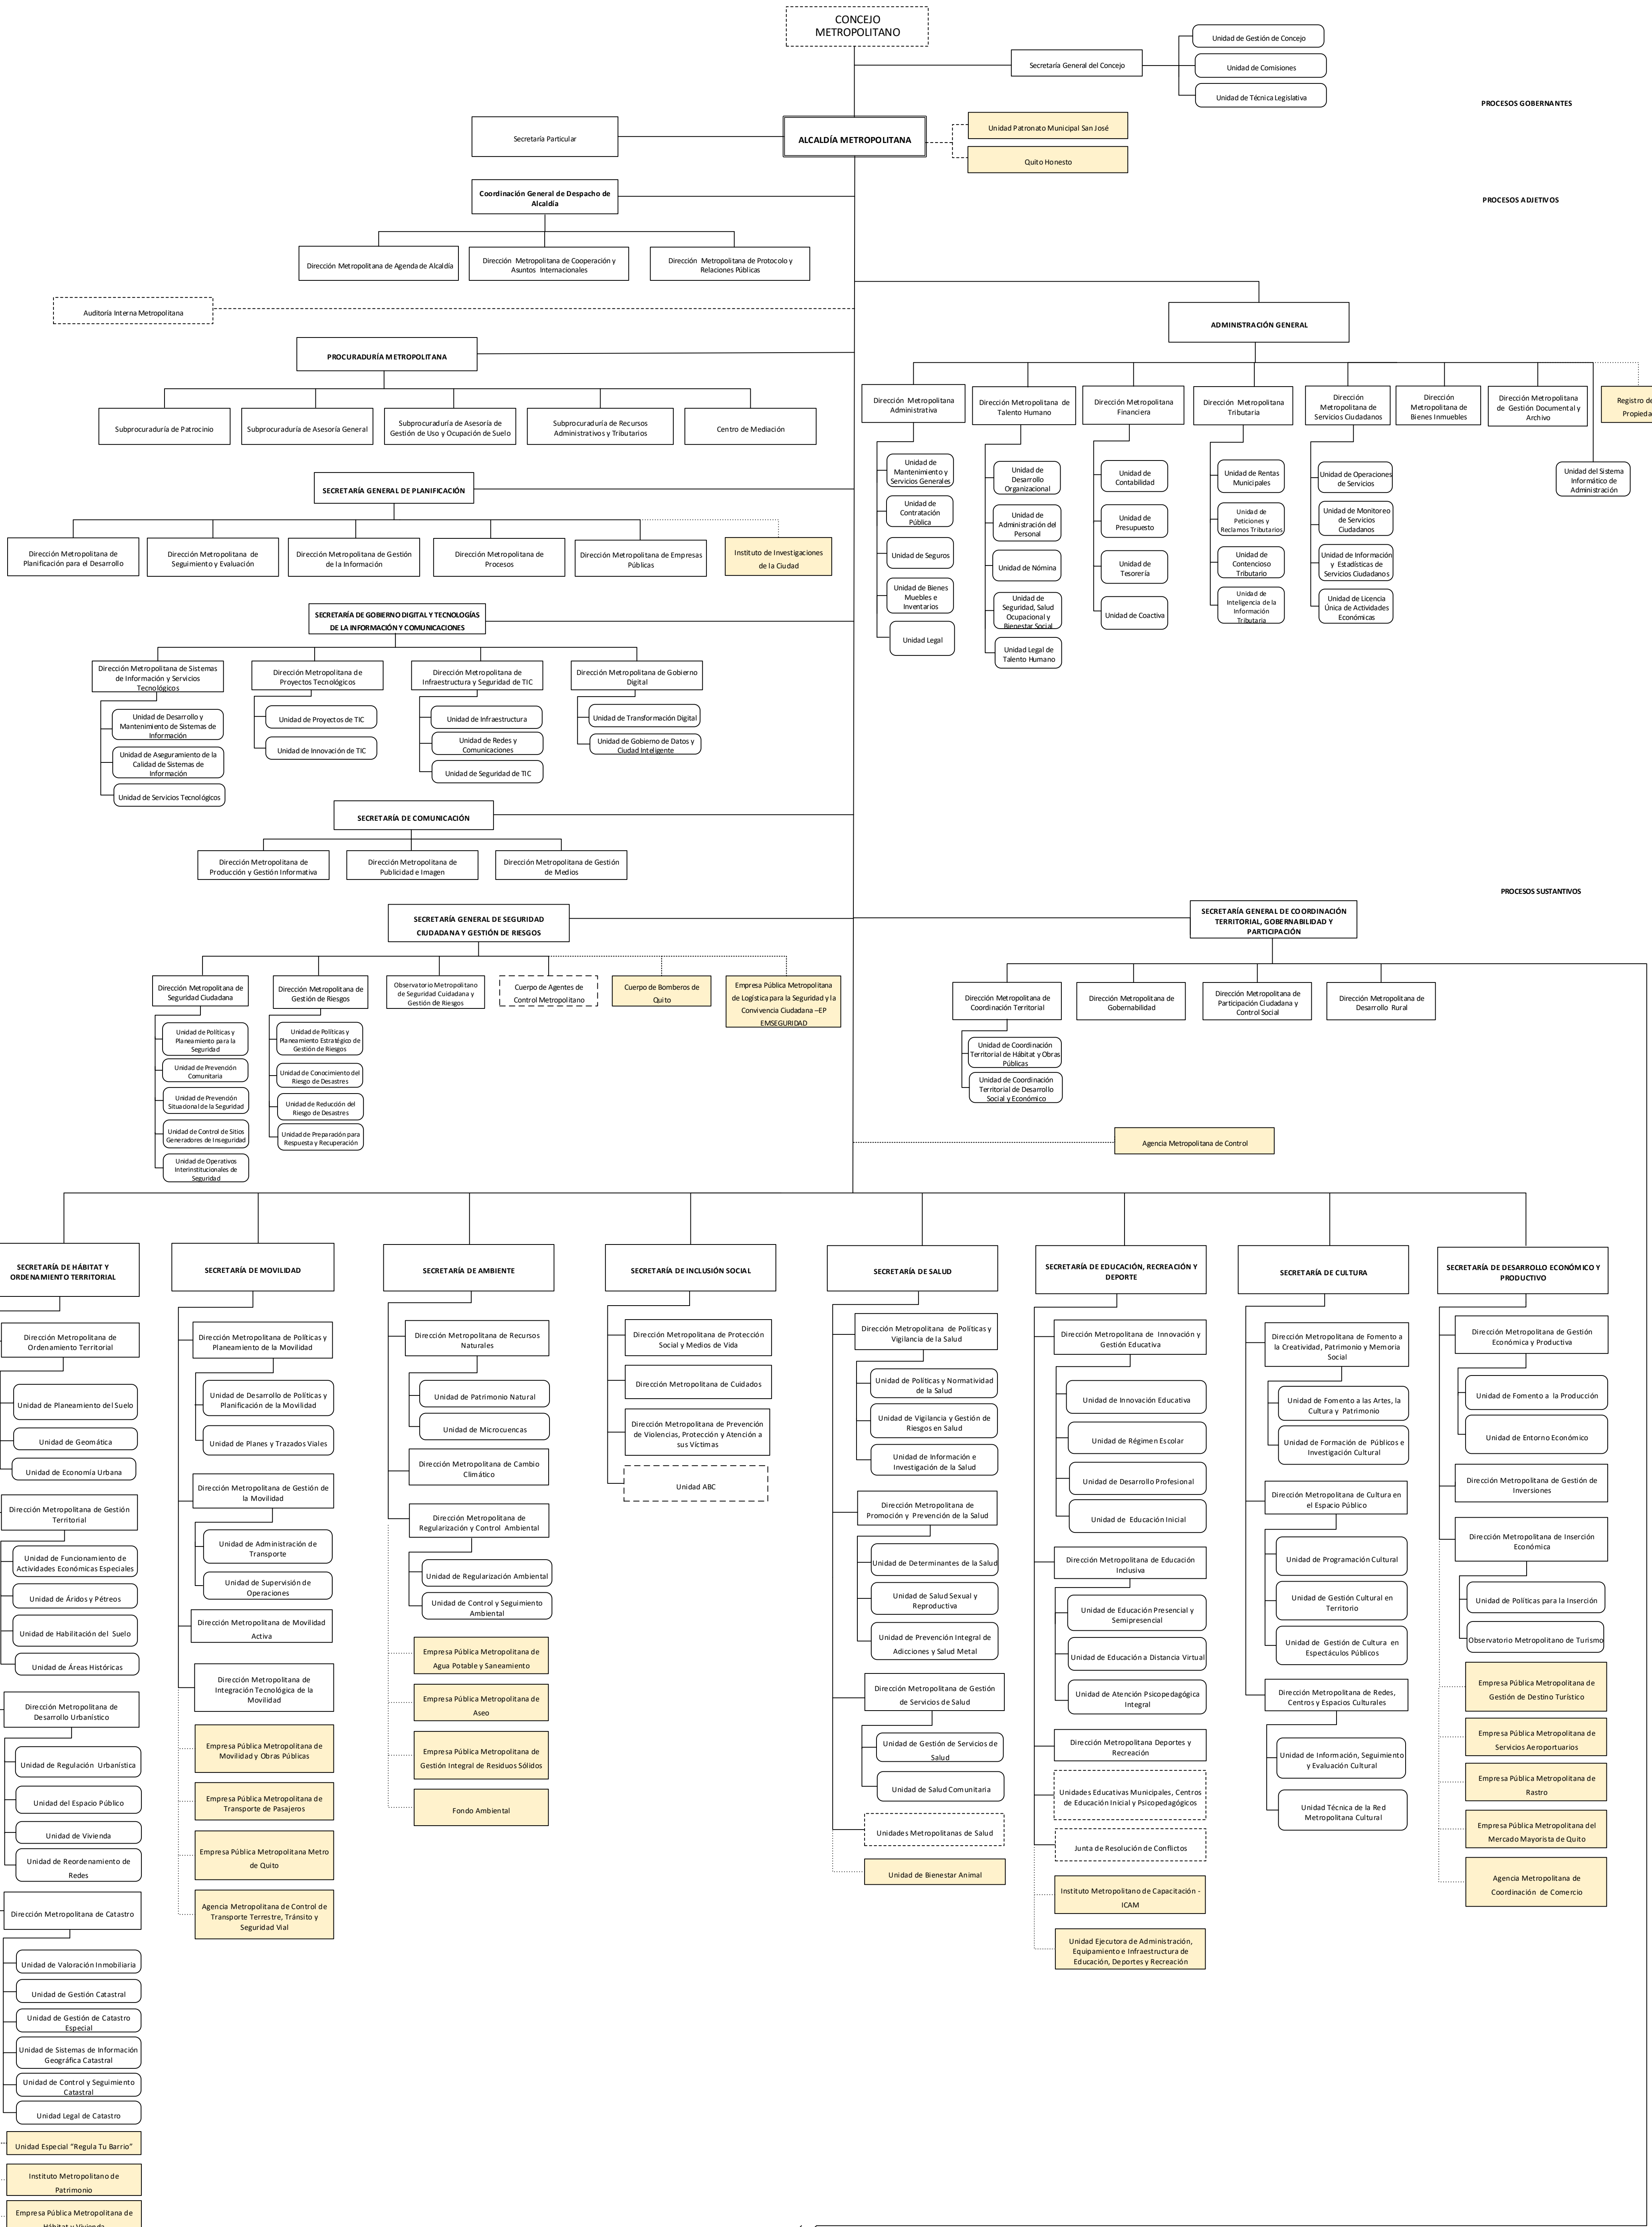 CONCEJO
METROPOLITANO
Secretaría General del Concejo
Unidad de Gestión de Concejo
Unidad de Comisiones
Unidad de Técnica Legislativa
PROCESOS GOBERNANTES
Secretaría Particular
ALCALDÍA METROPOLITANA
Unidad Patronato Municipal San José
Quito Honesto
PROCESOS ADJETIVOS
Coordinación General de Despacho de
Alcaldía
Dirección Metropolitana de Agenda de Alcaldía
Dirección Metropolitana de Cooperación y
Asuntos Internacionales
Dirección Metropolitana de Protocolo y
Relaciones Públicas
Auditoría Interna Metropolitana
ADMINISTRACIÓN GENERAL
PROCURADURÍA METROPOLITANA
Subprocuraduría de Patrocinio
Subprocuraduría de Asesoría General
Subprocuraduría de Asesoría de
Gestión de Uso y Ocupación de Suelo
Subprocuraduría de Recursos
Administrativos y Tributarios
Centro de Mediación
Dirección Metropolitana
Administrativa
Unidad de
Mantenimiento y
Servicios Generales
Unidad de
Contratación
Pública
Unidad de Seguros
Unidad de Bienes
Muebles e
Inventarios
Unidad Legal
Dirección Metropolitana de
Talento Humano
Unidad de
Desarrollo
Organizacional
Unidad de
Administración del
Personal
Unidad de Nómina
Unidad de
Seguridad, Salud
Ocupacional y
Bienestar Social
Unidad Legal de
Talento Humano
Dirección Metropolitana
Financiera
Unidad de
Contabilidad
Unidad de
Presupuesto
Unidad de
Tesorería
Unidad de Coactiva
Dirección Metropolitana
Tributaria
Unidad de Rentas
Municipales
Unidad de
Peticiones y
Reclamos Tributarios
Unidad de
Contencioso
Tributario
Unidad de
Inteligencia de la
Información
Tributaria
Dirección
Metropolitana de
Servicios Ciudadanos
Unidad de Operaciones
de Servicios
Unidad de Monitoreo
de Servicios
Ciudadanos
Unidad de Información
y Estadísticas de
Servicios Ciudadanos
Unidad de Licencia
Única de Actividades
Económicas
Dirección
Metropolitana de
Bienes Inmuebles
Dirección Metropolitana
de Gestión Documental y
Archivo
Unidad del Sistema
Informático de
Administración
Registro de
Propieda
SECRETARÍA GENERAL DE PLANIFICACIÓN
Dirección Metropolitana de
Planificación para el Desarrollo
Dirección Metropolitana de
Seguimiento y Evaluación
Dirección Metropolitana de Gestión
de la Información
Dirección Metropolitana de
Procesos
Dirección Metropolitana de Empresas
Públicas
Instituto de Investigaciones
de la Ciudad
SECRETARÍA DE GOBIERNO DIGITAL Y TECNOLOGÍAS
DE LA INFORMACIÓN Y COMUNICACIONES
Dirección Metropolitana de Sistemas
de Información y Servicios
Tecnológicos
Unidad de Desarrollo y
Mantenimiento de Sistemas de
Información
Unidad de Aseguramiento de la
Calidad de Sistemas de
Información
Unidad de Servicios Tecnológicos
Dirección Metropolitana de
Proyectos Tecnológicos
Unidad de Proyectos de TIC
Unidad de Innovación de TIC
Dirección Metropolitana de
Infraestructura y Seguridad de TIC
Unidad de Infraestructura
Unidad de Redes y
Comunicaciones
Unidad de Seguridad de TIC
Dirección Metropolitana de Gobierno
Digital
Unidad de Transformación Digital
Unidad de Gobierno de Datos y
Ciudad Inteligente
SECRETARÍA DE COMUNICACIÓN
Dirección Metropolitana de
Producción y Gestión Informativa
Dirección Metropolitana de
Publicidad e Imagen
Dirección Metropolitana de Gestión
de Medios
PROCESOS SUSTANTIVOS
SECRETARÍA GENERAL DE SEGURIDAD
CIUDADANA Y GESTIÓN DE RIESGOS
Dirección Metropolitana de
Seguridad Ciudadana
Unidad de Políticas y
Planeamiento para la
Seguridad
Unidad de Prevención
Comunitaria
Unidad de Prevención
Situacional de la Seguridad
Unidad de Control de Sitios
Generadores de Inseguridad
Unidad de Operativos
Interinstitucionales de
Seguridad
Dirección Metropolitana de
Gestión de Riesgos
Unidad de Políticas y
Planeamiento Estratégico de
Gestión de Riesgos
Unidad de Conocimiento del
Riesgo de Desastres
Unidad de Reducción del
Riesgo de Desastres
Unidad de Preparación para
Respuesta y Recuperación
Observatorio Metropolitano
de Seguridad Cuidadana y
Gestión de Riesgos
Cuerpo de Agentes de
Control Metropolitano
Cuerpo de Bomberos de
Quito
Empresa Pública Metropolitana
de Logística para la Seguridad y la
Convivencia Ciudadana –EP
EMSEGURIDAD
SECRETARÍA GENERAL DE COORDINACIÓN
TERRITORIAL, GOBERNABILIDAD Y
PARTICIPACIÓN
Dirección Metropolitana de
Coordinación Territorial
Unidad de Coordinación
Territorial de Hábitat y Obras
Públicas
Unidad de Coordinación
Territorial de Desarrollo
Social y Económico
Dirección Metropolitana de
Gobernabilidad
Dirección Metropolitana de
Participación Ciudadana y
Control Social
Dirección Metropolitana de
Desarrollo Rural
Agencia Metropolitana de Control
SECRETARÍA DE HÁBITAT Y
ORDENAMIENTO TERRITORIAL
Dirección Metropolitana de
Ordenamiento Territorial
Unidad de Planeamiento del Suelo
Unidad de Geomática
Unidad de Economía Urbana
Dirección Metropolitana de Gestión
Territorial
Unidad de Funcionamiento de
Actividades Económicas Especiales
Unidad de Áridos y Pétreos
Unidad de Habilitación del Suelo
Unidad de Áreas Históricas
Dirección Metropolitana de
Desarrollo Urbanístico
Unidad de Regulación Urbanística
Unidad del Espacio Público
Unidad de Vivienda
Unidad de Reordenamiento de
Redes
Dirección Metropolitana de Catastro
Unidad de Valoración Inmobiliaria
Unidad de Gestión Catastral
Unidad de Gestión de Catastro
Especial
Unidad de Sistemas de Información
Geográfica Catastral
Unidad de Control y Seguimiento
Catastral
Unidad Legal de Catastro
Unidad Especial "Regula Tu Barrio"
Instituto Metropolitano de
Patrimonio
Empresa Pública Metropolitana de
Hábitat y Vivienda
SECRETARÍA DE MOVILIDAD
Dirección Metropolitana de Políticas y
Planeamiento de la Movilidad
Unidad de Desarrollo de Políticas y
Planificación de la Movilidad
Unidad de Planes y Trazados Viales
Dirección Metropolitana de Gestión de
la Movilidad
Unidad de Administración de
Transporte
Unidad de Supervisión de
Operaciones
Dirección Metropolitana de Movilidad
Activa
Dirección Metropolitana de
Integración Tecnológica de la
Movilidad
Empresa Pública Metropolitana de
Movilidad y Obras Públicas
Empresa Pública Metropolitana de
Transporte de Pasajeros
Empresa Pública Metropolitana Metro
de Quito
Agencia Metropolitana de Control de
Transporte Terrestre, Tránsito y
Seguridad Vial
SECRETARÍA DE AMBIENTE
Dirección Metropolitana de Recursos
Naturales
Unidad de Patrimonio Natural
Unidad de Microcuencas
Dirección Metropolitana de Cambio
Climático
Dirección Metropolitana de
Regularización y Control Ambiental
Unidad de Regularización Ambiental
Unidad de Control y Seguimiento
Ambiental
Empresa Pública Metropolitana de
Agua Potable y Saneamiento
Empresa Pública Metropolitana de
Aseo
Empresa Pública Metropolitana de
Gestión Integral de Residuos Sólidos
Fondo Ambiental
SECRETARÍA DE INCLUSIÓN SOCIAL
Dirección Metropolitana de Protección
Social y Medios de Vida
Dirección Metropolitana de Cuidados
Dirección Metropolitana de Prevención
de Violencias, Protección y Atención a
sus Víctimas
Unidad ABC
SECRETARÍA DE SALUD
Dirección Metropolitana de Políticas y
Vigilancia de la Salud
Unidad de Políticas y Normatividad
de la Salud
Unidad de Vigilancia y Gestión de
Riesgos en Salud
Unidad de Información e
Investigación de la Salud
Dirección Metropolitana de
Promoción y Prevención de la Salud
Unidad de Determinantes de la Salud
Unidad de Salud Sexual y
Reproductiva
Unidad de Prevención Integral de
Adicciones y Salud Metal
Dirección Metropolitana de Gestión
de Servicios de Salud
Unidad de Gestión de Servicios de
Salud
Unidad de Salud Comunitaria
Unidades Metropolitanas de Salud
Unidad de Bienestar Animal
SECRETARÍA DE EDUCACIÓN, RECREACIÓN Y
DEPORTE
Dirección Metropolitana de Innovación y
Gestión Educativa
Unidad de Innovación Educativa
Unidad de Régimen Escolar
Unidad de Desarrollo Profesional
Unidad de Educación Inicial
Dirección Metropolitana de Educación
Inclusiva
Unidad de Educación Presencial y
Semipresencial
Unidad de Educación a Distancia Virtual
Unidad de Atención Psicopedagógica
Integral
Dirección Metropolitana Deportes y
Recreación
Unidades Educativas Municipales, Centros
de Educación Inicial y Psicopedagógicos
Junta de Resolución de Conflictos
Instituto Metropolitano de Capacitación -
ICAM
Unidad Ejecutora de Administración,
Equipamiento e Infraestructura de
Educación, Deportes y Recreación
SECRETARÍA DE CULTURA
Dirección Metropolitana de Fomento a
la Creatividad, Patrimonio y Memoria
Social
Unidad de Fomento a las Artes, la
Cultura y Patrimonio
Unidad de Formación de Públicos e
Investigación Cultural
Dirección Metropolitana de Cultura en
el Espacio Público
Unidad de Programación Cultural
Unidad de Gestión Cultural en
Territorio
Unidad de Gestión de Cultura en
Espectáculos Públicos
Dirección Metropolitana de Redes,
Centros y Espacios Culturales
Unidad de Información, Seguimiento
y Evaluación Cultural
Unidad Técnica de la Red
Metropolitana Cultural
SECRETARÍA DE DESARROLLO ECONÓMICO Y
PRODUCTIVO
Dirección Metropolitana de Gestión
Económica y Productiva
Unidad de Fomento a la Producción
Unidad de Entorno Económico
Dirección Metropolitana de Gestión de
Inversiones
Dirección Metropolitana de Inserción
Económica
Unidad de Políticas para la Inserción
Observatorio Metropolitano de Turismo
Empresa Pública Metropolitana de
Gestión de Destino Turístico
Empresa Pública Metropolitana de
Servicios Aeroportuarios
Empresa Pública Metropolitana de
Rastro
Empresa Pública Metropolitana del
Mercado Mayorista de Quito
Agencia Metropolitana de
Coordinación de Comercio